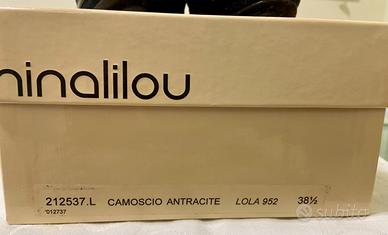 ninalilou
212537.L CAMOSCIO ANTRACITE LOLA 952 38½
*012737
subito